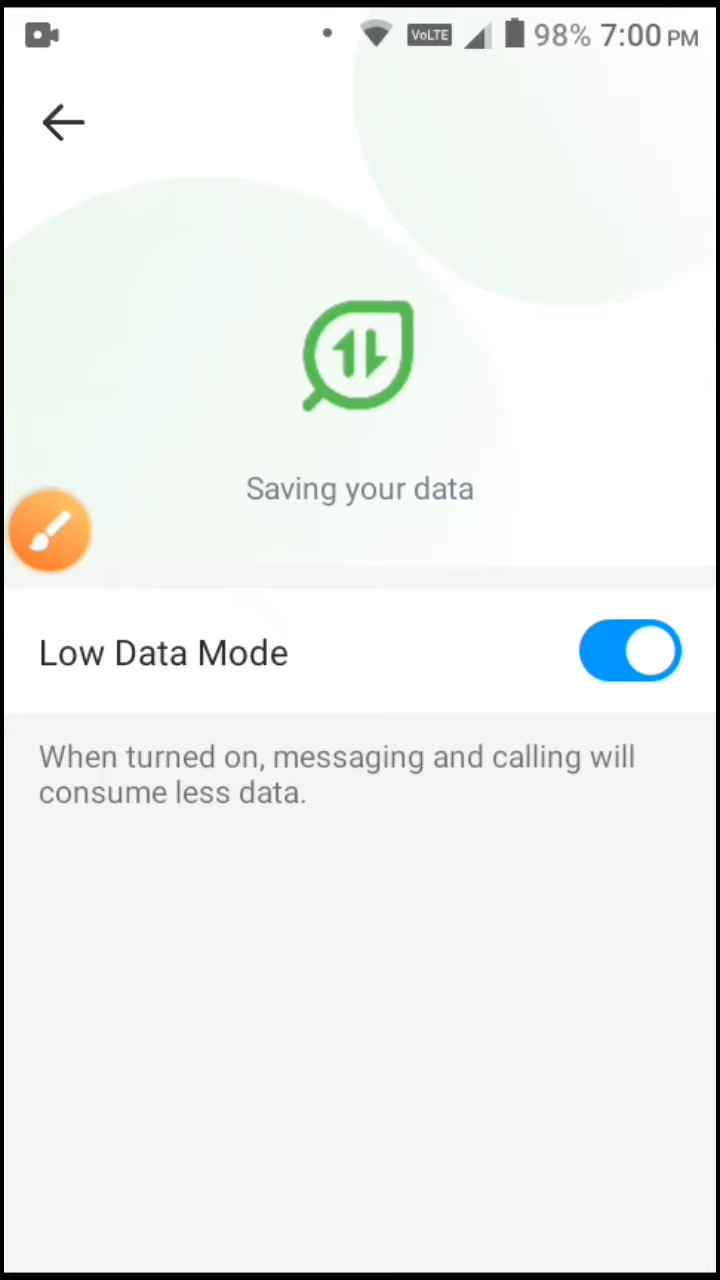 VoLTE 98% 7:00 PM
Saving your data
Low Data Mode
When turned on, messaging and calling will
consume less data.